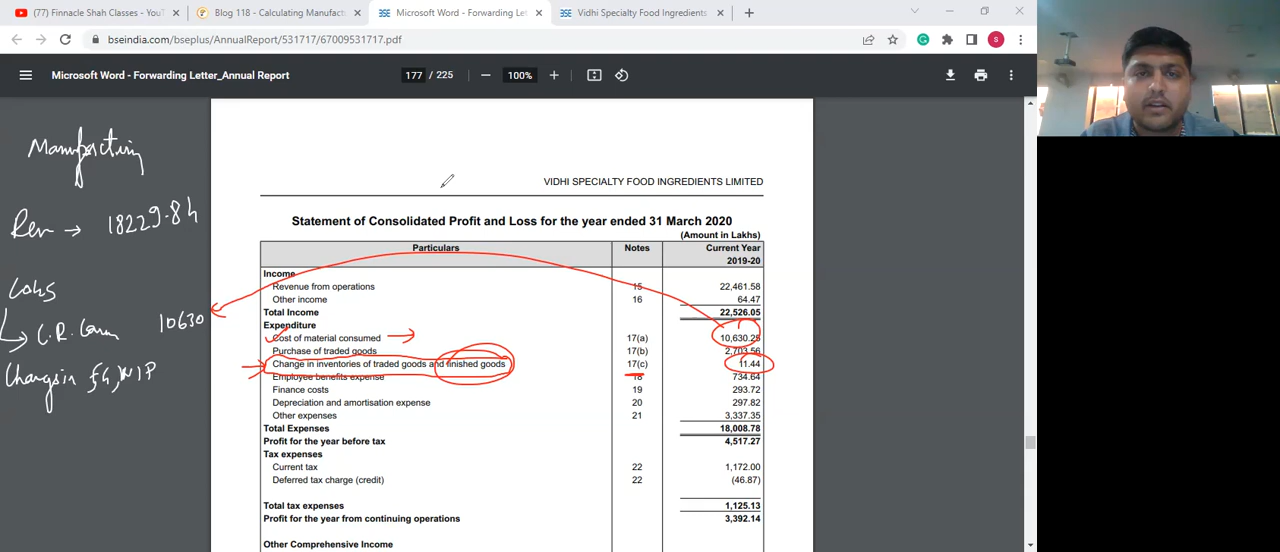 (77) Finnacle Shah Classes - YouT
Blog 118 - Calculating Manufact
Microsoft Word - Forwarding Let
Vidhi Specialty Food Ingredients
bseindia.com/bseplus/AnnualReport/531717/67009531717.pdf
S
Microsoft Word - Forwarding Letter_Annual Report
177 / 225
100%
VIDHI SPECIALTY FOOD INGREDIENTS LIMITED
Statement of Consolidated Profit and Loss for the year ended 31 March 2020
(Amount in Lakhs)
Particulars Notes Current Year
2019-20
Income
Revenue from operations 15 22,461.58
Other income 16 64.47
Total Income 22,526.05
Expenditure
Cost of material consumed 17(a) 10,630.25
Purchase of traded goods 17(b) 2,703.56
Change in inventories of traded goods and finished goods 17(c) 11.44
Employee benefits expense 18 734.64
Finance costs 19 293.72
Depreciation and amortisation expense 20 297.82
Other expenses 21 3,337.35
Total Expenses 18,008.78
Profit for the year before tax 4,517.27
Tax expenses
Current tax 22 1,172.00
Deferred tax charge (credit) 22 (46.87)
Total tax expenses 1,125.13
Profit for the year from continuing operations 3,392.14
Other Comprehensive Income
Rev → 18229.84
10630
Changes in FG, WIP